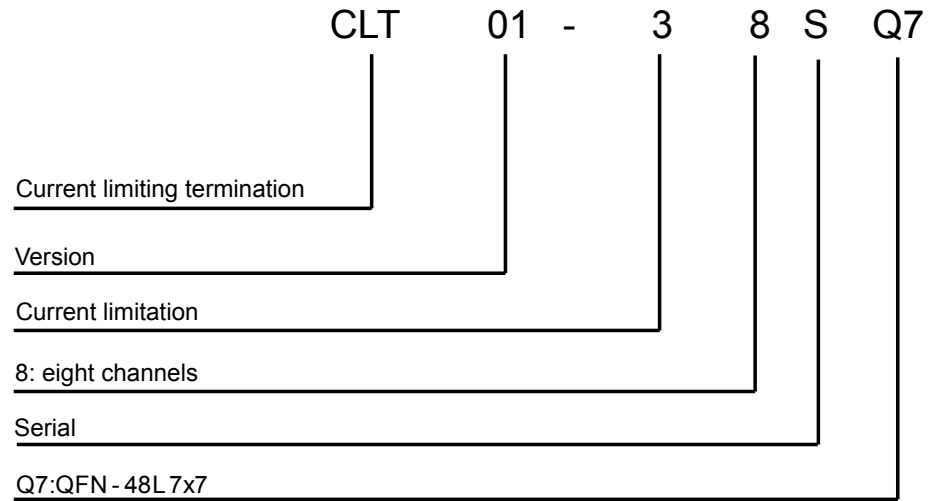 CLT 01 - 3 8 S Q7
Current limiting termination
Version
Current limitation
8: eight channels
Serial
Q7:QFN - 48L 7x7